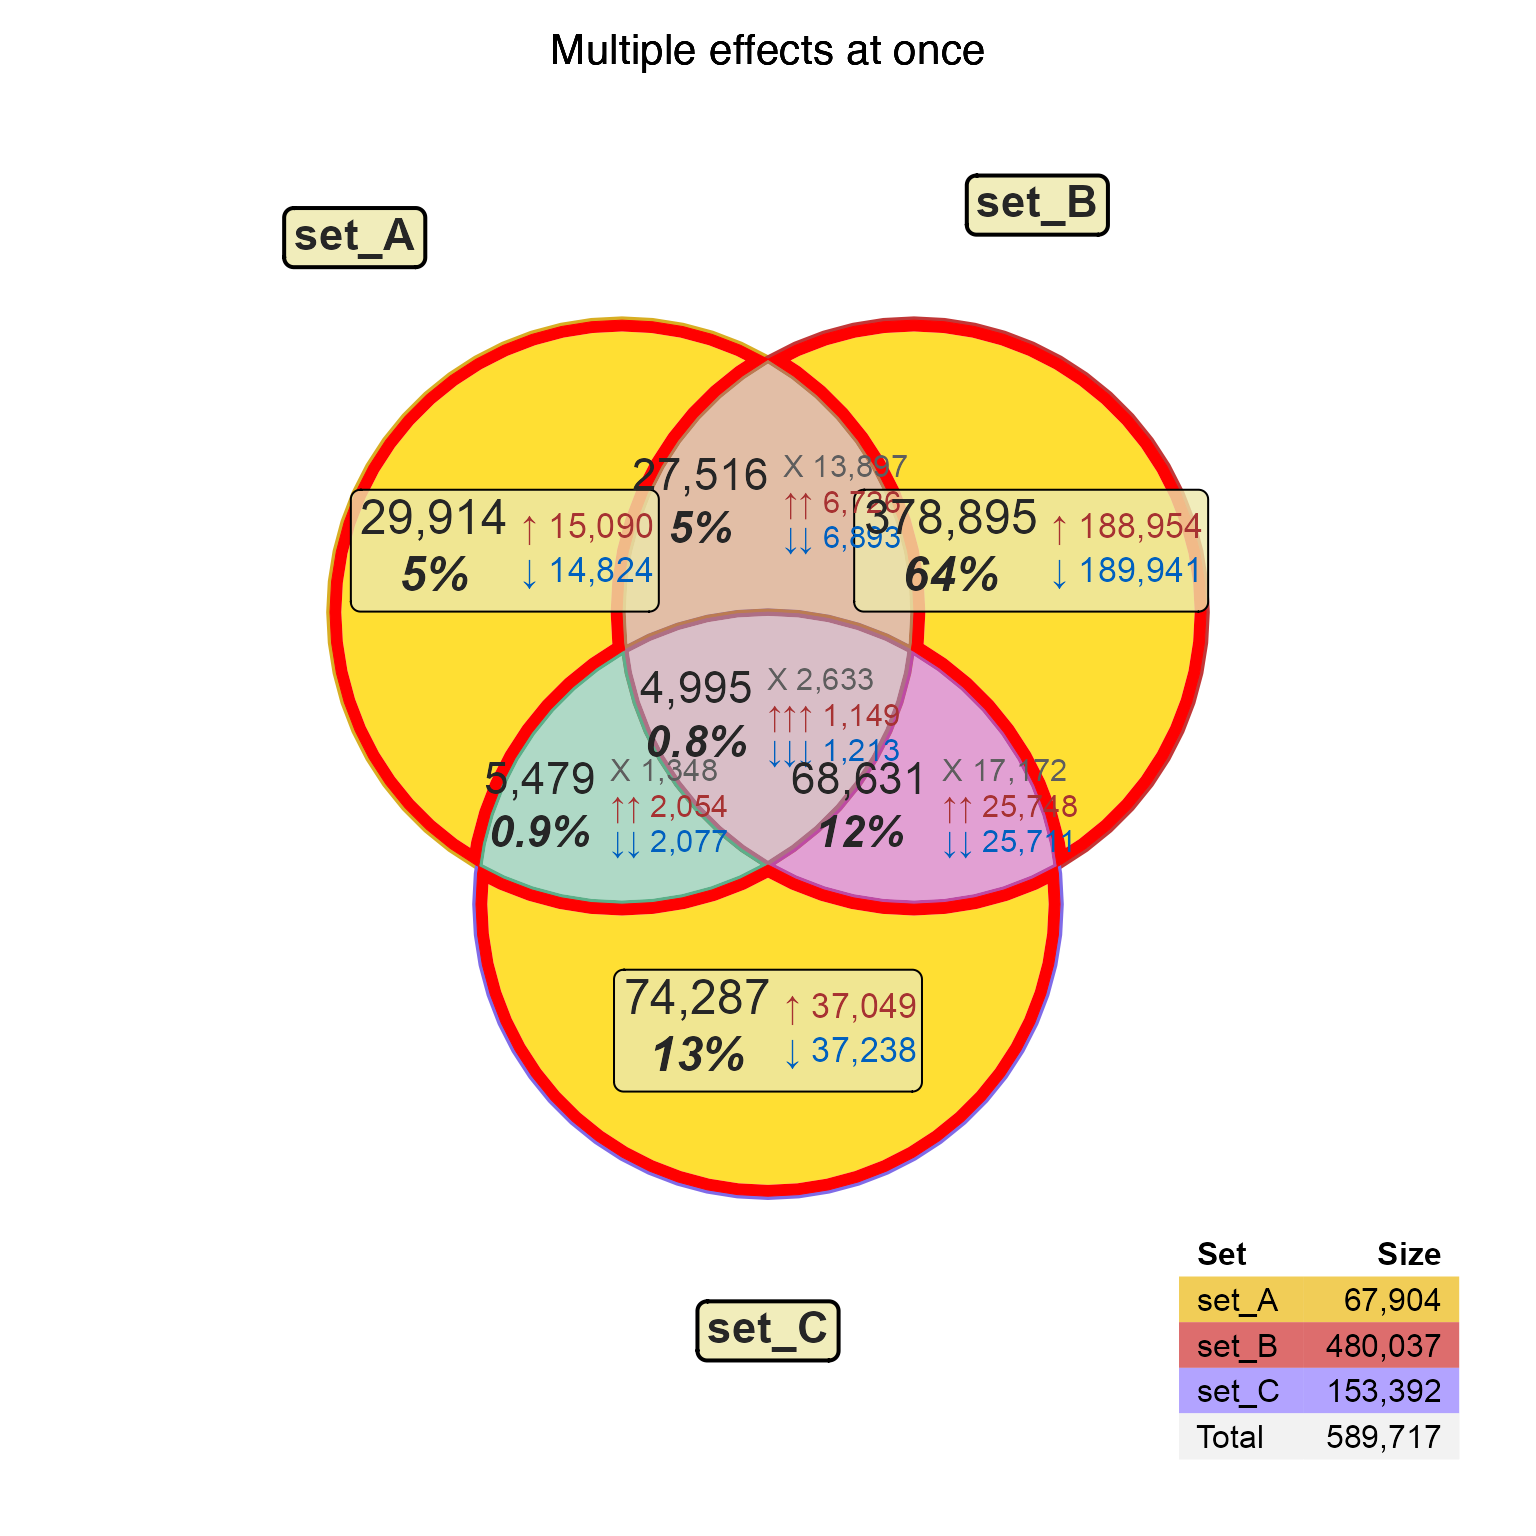 Multiple effects at once
set_A
set_B
27,516 X 13,897
5% ↑↑ 6,726
↓↓ 6,893
29,914 ↑ 15,090
5% ↓ 14,824
378,895 ↑ 188,954
64% ↓ 189,941
4,995 X 2,633
0.8% ↑↑↑ 1,149
↓↓↓ 1,213
5,479 X 1,348
0.9% ↑↑ 2,054
↓↓ 2,077
68,631 X 17,172
12% ↑↑ 25,748
↓↓ 25,711
74,287 ↑ 37,049
13% ↓ 37,238
set_C
Set Size
set_A 67,904
set_B 480,037
set_C 153,392
Total 589,717